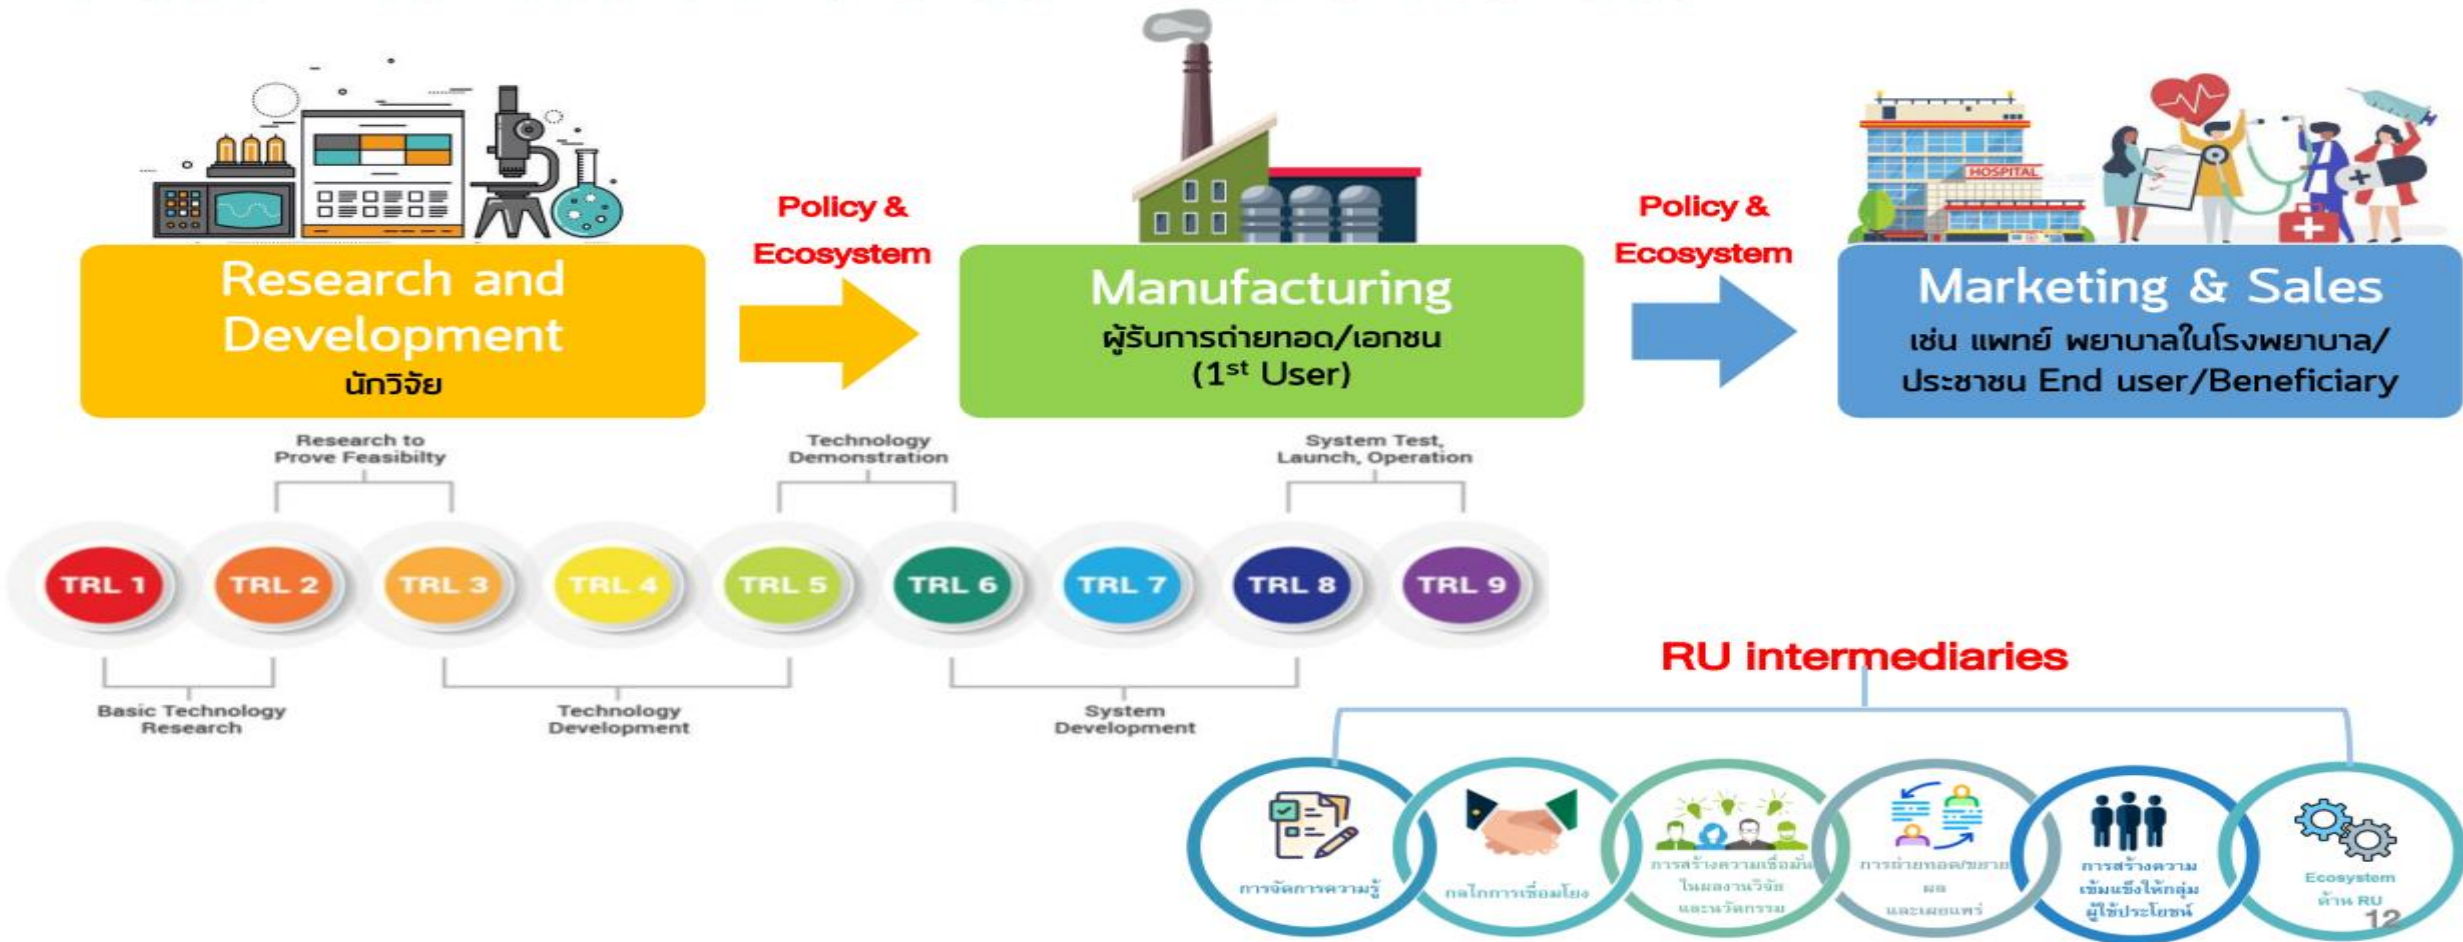 HOSPITAL
Policy &
Ecosystem
Policy &
Ecosystem
Research and
Development
นักวิจัย
Manufacturing
ผู้รับการถ่ายทอด/เอกชน
(1st User)
Marketing & Sales
เช่น แพทย์ พยาบาลในโรงพยาบาล/
ประชาชน End user/Beneficiary
Research to
Prove Feasibilty
Technology
Demonstration
System Test,
Launch, Operation
TRL 1
TRL 2
TRL 3
TRL 4
TRL 5
TRL 6
TRL 7
TRL 8
TRL 9
Basic Technology
Research
Technology
Development
System
Development
RU intermediaries
การจัดการความรู้
กลไกการเชื่อมโยง
การสร้างความเชื่อมั่น
ในผลงานวิจัย
และนวัตกรรม
การถ่ายทอด/ขยาย
ผล
และเผยแพร่
การสร้างความ
เข้มแข็งให้กลุ่ม
ผู้ใช้ประโยชน์
Ecosystem
ด้าน RU
12